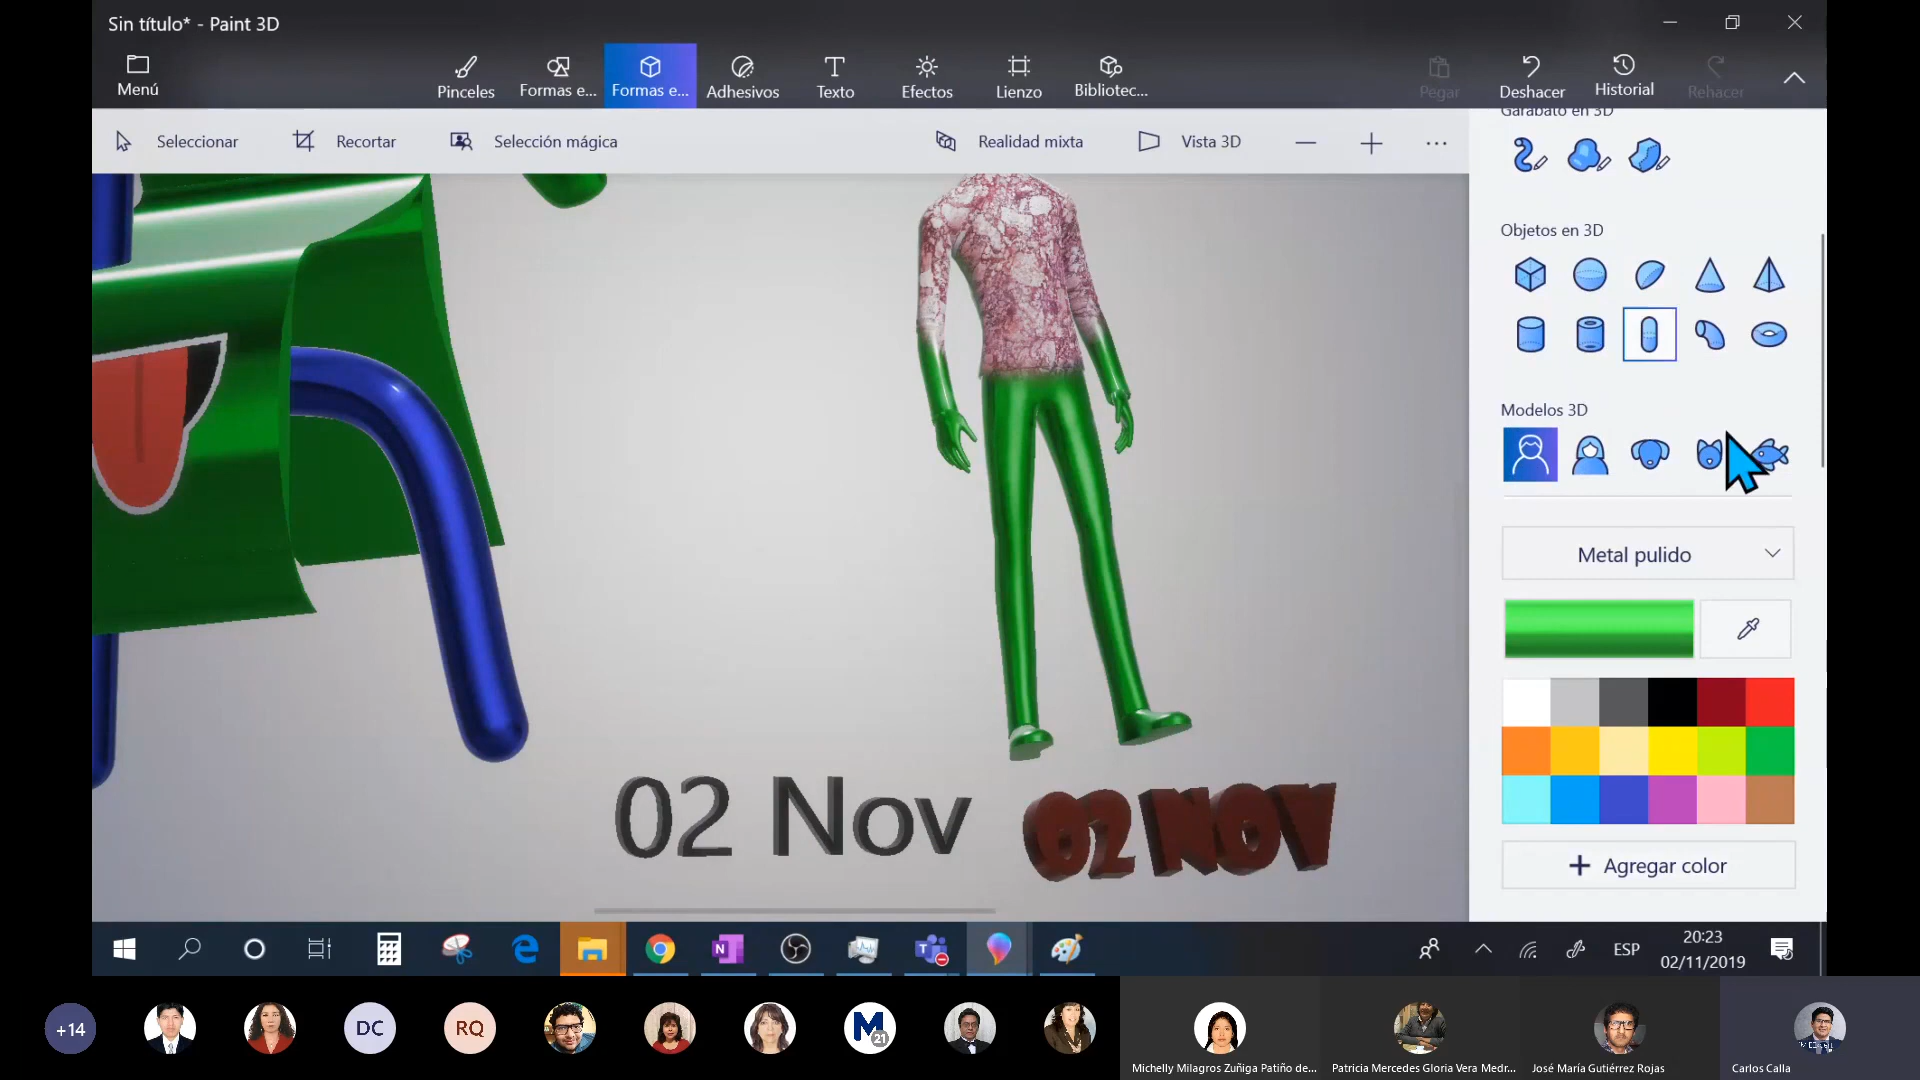 Sin título* - Paint 3D
Menú
Pinceles
Formas e...
Formas e...
Adhesivos
Texto
Efectos
Lienzo
Bibliotec...
Pegar
Deshacer
Historial
Rehacer
Seleccionar
Recortar
Selección mágica
Realidad mixta
Vista 3D
Garabato en 3D
Objetos en 3D
Modelos 3D
Metal pulido
Agregar color
02 Nov
02 NOV
ESP
20:23
02/11/2019
+14
DC
RQ
M
21
Michelly Milagros Zuñiga Patiño de...
Patricia Mercedes Gloria Vera Medr...
José María Gutiérrez Rojas
Carlos Calla